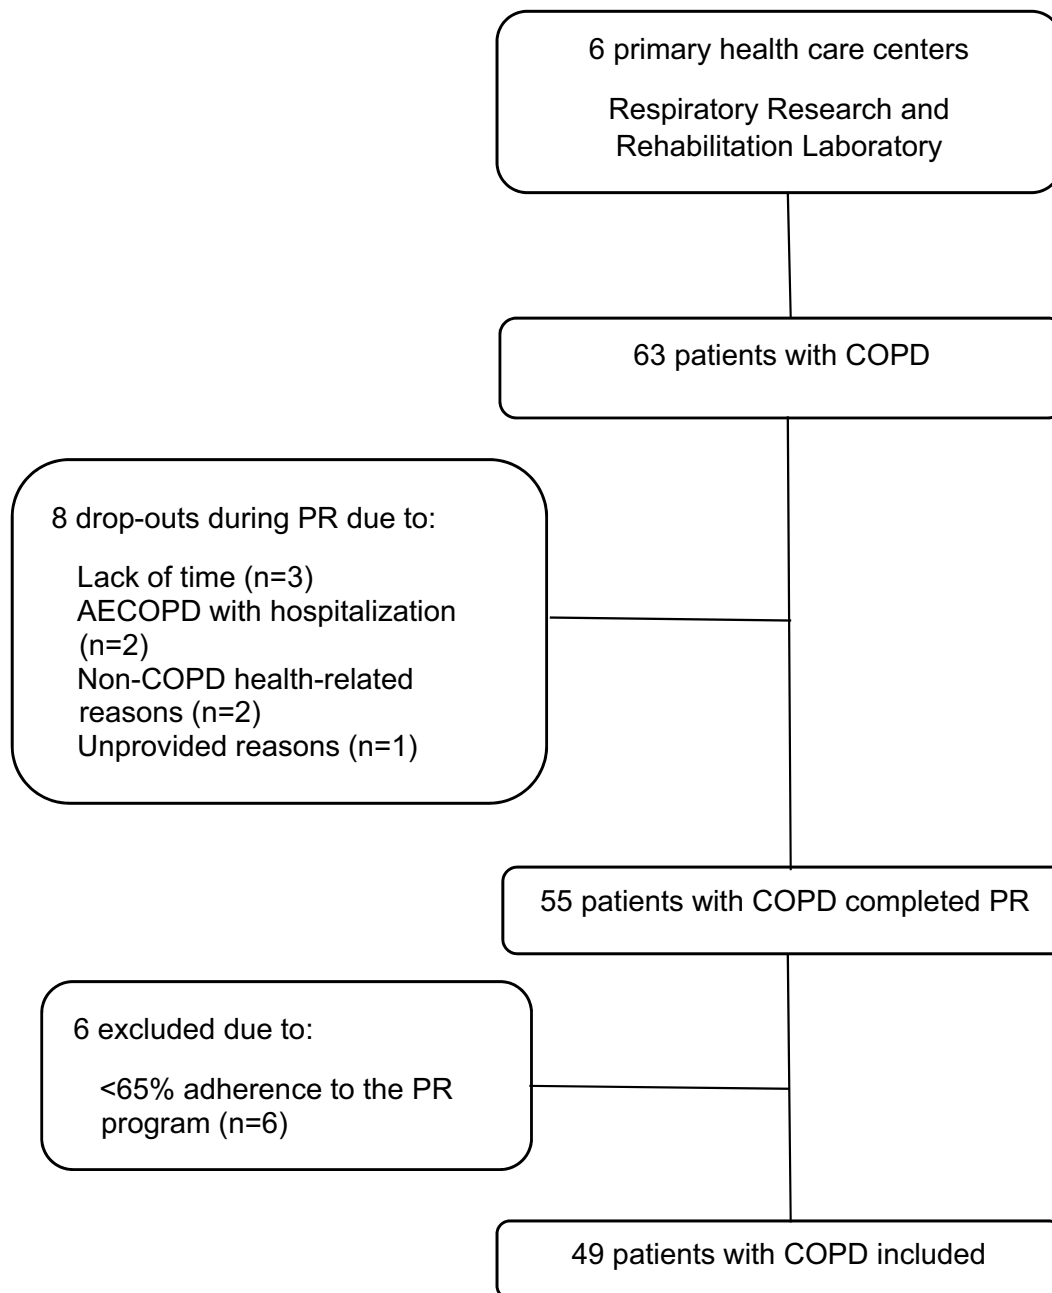 6 primary health care centers
Respiratory Research and
Rehabilitation Laboratory
63 patients with COPD
8 drop-outs during PR due to:
Lack of time (n=3)
AECOPD with hospitalization
(n=2)
Non-COPD health-related
reasons (n=2)
Unprovided reasons (n=1)
55 patients with COPD completed PR
6 excluded due to:
<65% adherence to the PR
program (n=6)
49 patients with COPD included